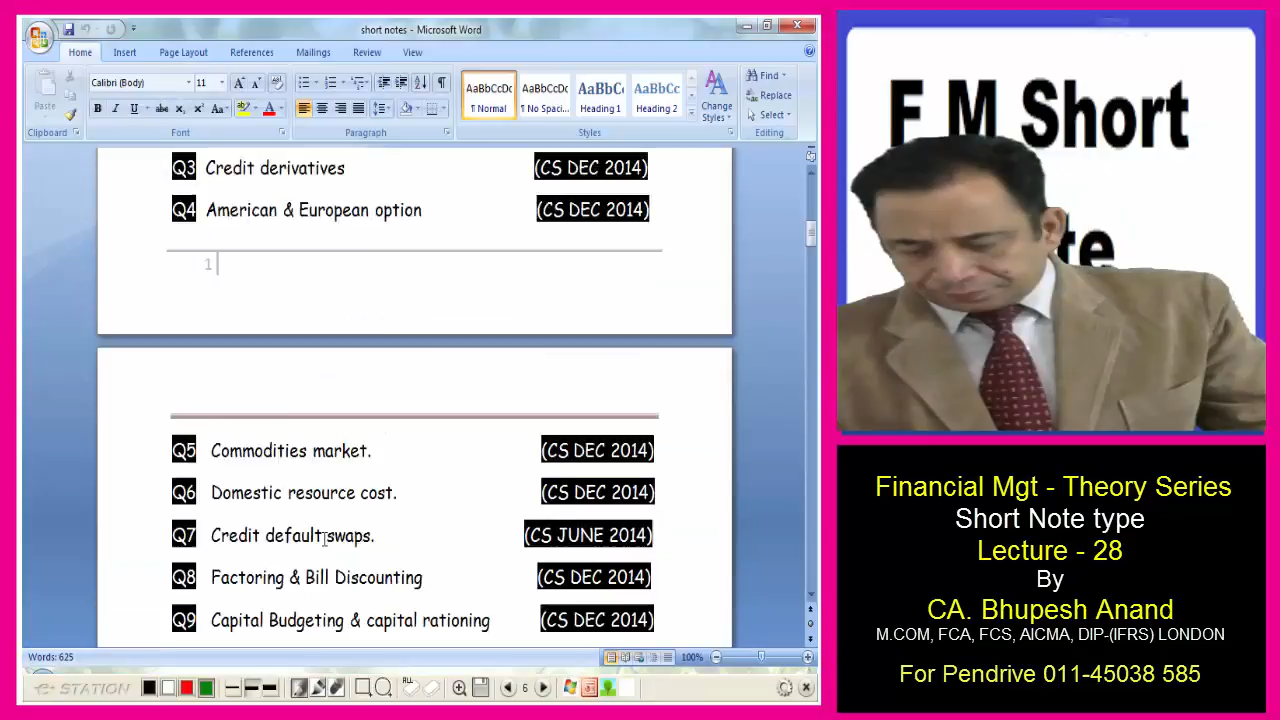 short notes - Microsoft Word
Home Insert Page Layout References Mailings Review View
Paste
Calibri (Body) 11
B I U abc x₂ x² Aa A
AaBbCcDc AaBbCcDc AaBbCc AaBbCc
¶ Normal ¶ No Spaci... Heading 1 Heading 2
Change Styles
Find
Replace
Select
Clipboard Font Paragraph Styles Editing
Q3 Credit derivatives (CS DEC 2014)
Q4 American & European option (CS DEC 2014)
1
Q5 Commodities market. (CS DEC 2014)
Q6 Domestic resource cost. (CS DEC 2014)
Q7 Credit default swaps. (CS JUNE 2014)
Q8 Factoring & Bill Discounting (CS DEC 2014)
Q9 Capital Budgeting & capital rationing (CS DEC 2014)
Words: 625
100%
e-STATION
6
F M Short
te
Financial Mgt - Theory Series
Short Note type
Lecture - 28
By
CA. Bhupesh Anand
M.COM, FCA, FCS, AICMA, DIP-(IFRS) LONDON
For Pendrive 011-45038 585